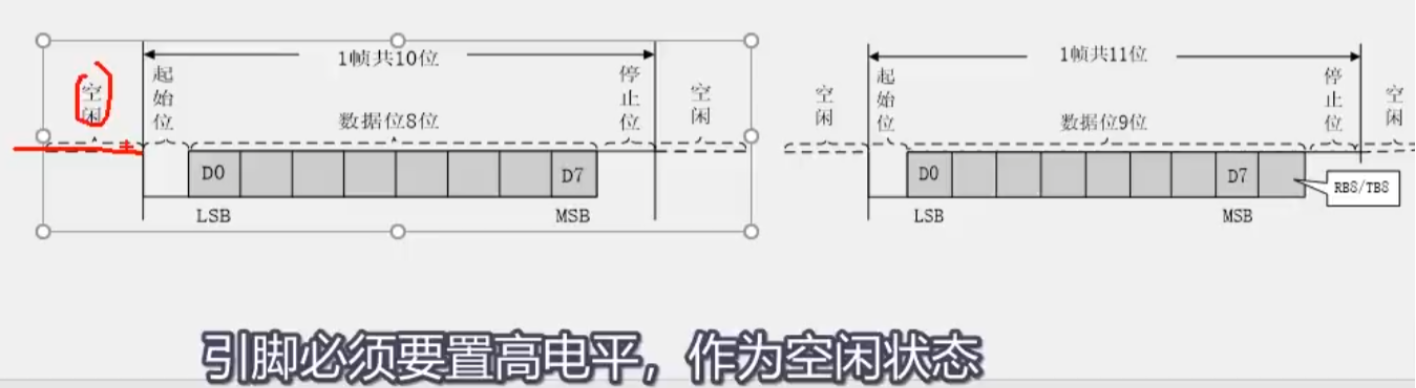 1帧共10位
空闲
起始位
数据位8位
停止位
空闲
D0
D7
LSB
MSB
1帧共11位
空闲
起始位
数据位9位
停止位
空闲
D0
D7
RB8/TB8
LSB
MSB
引脚必须要置高电平，作为空闲状态